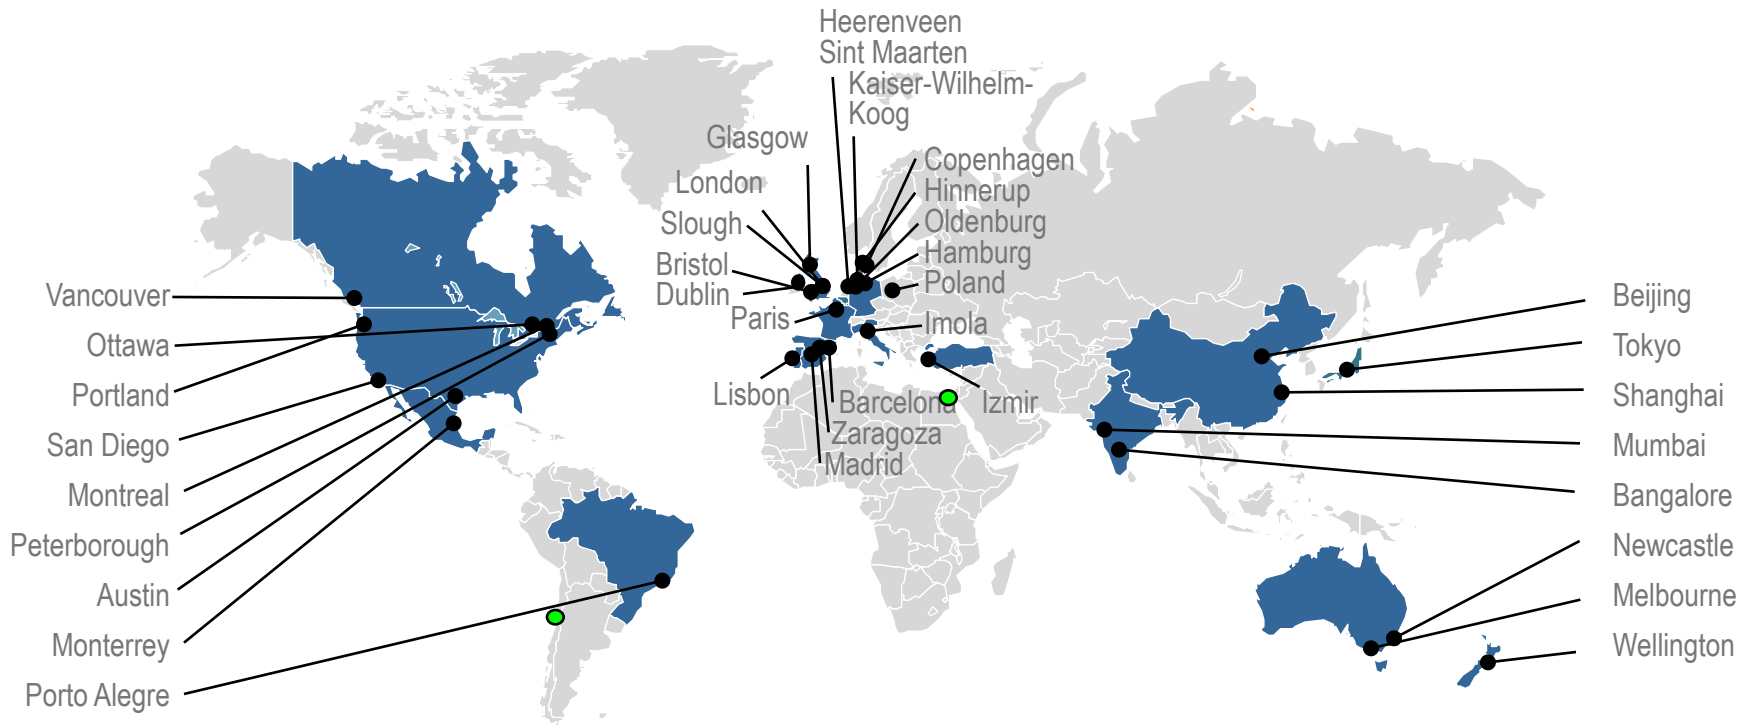 Heerenveen
Sint Maarten
Kaiser-Wilhelm-
Koog
Glasgow
London
Slough
Bristol
Dublin
Paris
Lisbon
Copenhagen
Hinnerup
Oldenburg
Hamburg
Poland
Imola
Barcelona
Izmir
Zaragoza
Madrid
Vancouver
Ottawa
Portland
San Diego
Montreal
Peterborough
Austin
Monterrey
Porto Alegre
Beijing
Tokyo
Shanghai
Mumbai
Bangalore
Newcastle
Melbourne
Wellington